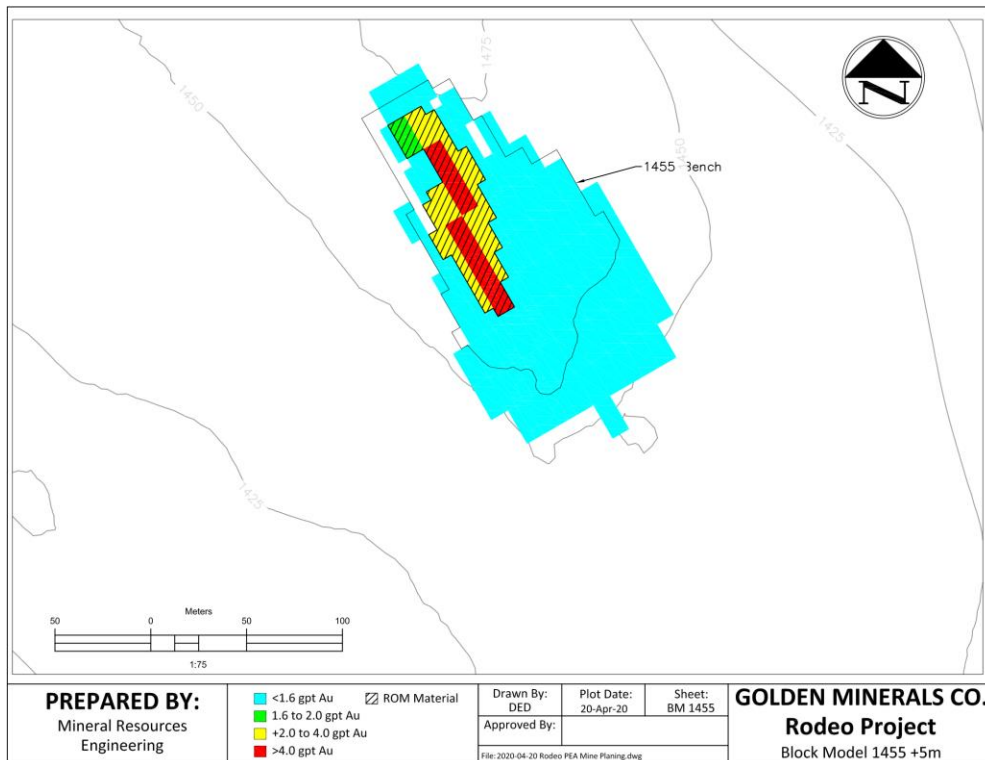 1475
1450
1425
N
1455 Bench
1450
1425
Meters
50 0 50 100
1:75
PREPARED BY:
Mineral Resources
Engineering
<1.6 gpt Au
1.6 to 2.0 gpt Au
+2.0 to 4.0 gpt Au
>4.0 gpt Au
ROM Material
Drawn By:
DED
Plot Date:
20-Apr-20
Sheet:
BM 1455
Approved By:
File: 2020-04-20 Rodeo PEA Mine Planing.dwg
GOLDEN MINERALS CO.
Rodeo Project
Block Model 1455 +5m